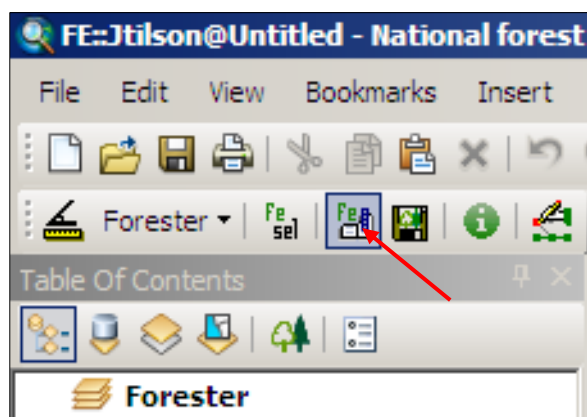 FE::Jtilson@Untitled - National forest
File Edit View Bookmarks Insert
Forester Fe sel Fe
Table Of Contents
Forester